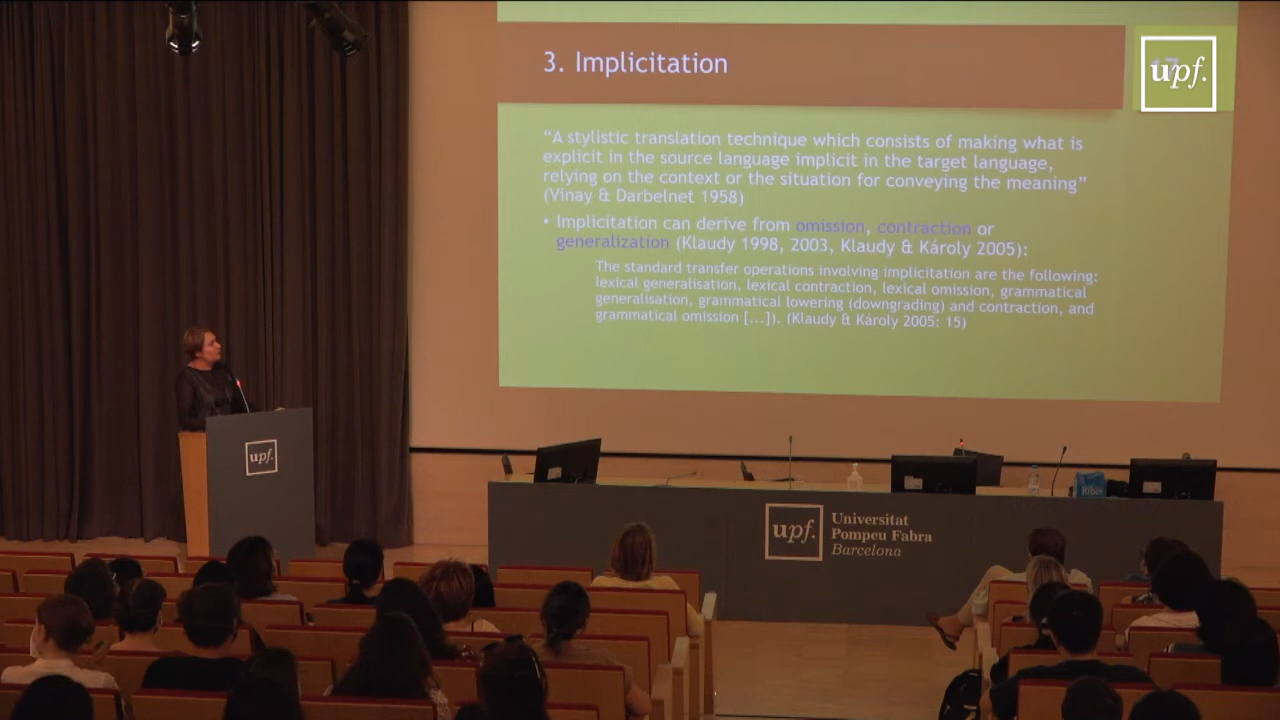 3. Implicitation
upf.
“A stylistic translation technique which consists of making what is
explicit in the source language implicit in the target language,
relying on the context or the situation for conveying the meaning”
(Vinay & Darbelnet 1958)
• Implicitation can derive from omission, contraction or
generalization (Klaudy 1998, 2003, Klaudy & Károly 2005):
The standard transfer operations involving implicitation are the following:
lexical generalisation, lexical contraction, lexical omission, grammatical
generalisation, grammatical lowering (downgrading) and contraction, and
grammatical omission [...]). (Klaudy & Károly 2005: 15)
upf.
Ribes
upf.
Universitat
Pompeu Fabra
Barcelona